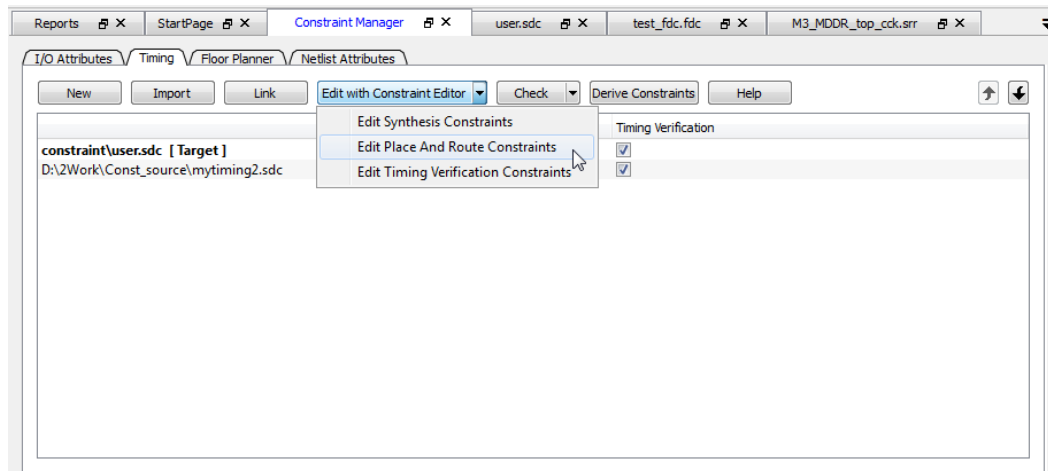 Reports StartPage Constraint Manager user.sdc test_fdc.fdc M3_MDDR_top_cck.srr
I/O Attributes Timing Floor Planner Netlist Attributes
New Import Link Edit with Constraint Editor Check Derive Constraints Help
Edit Synthesis Constraints
Timing Verification
Edit Place And Route Constraints
constraint\user.sdc [ Target ]
D:\2Work\Const_source\mytiming2.sdc
Edit Timing Verification Constraints